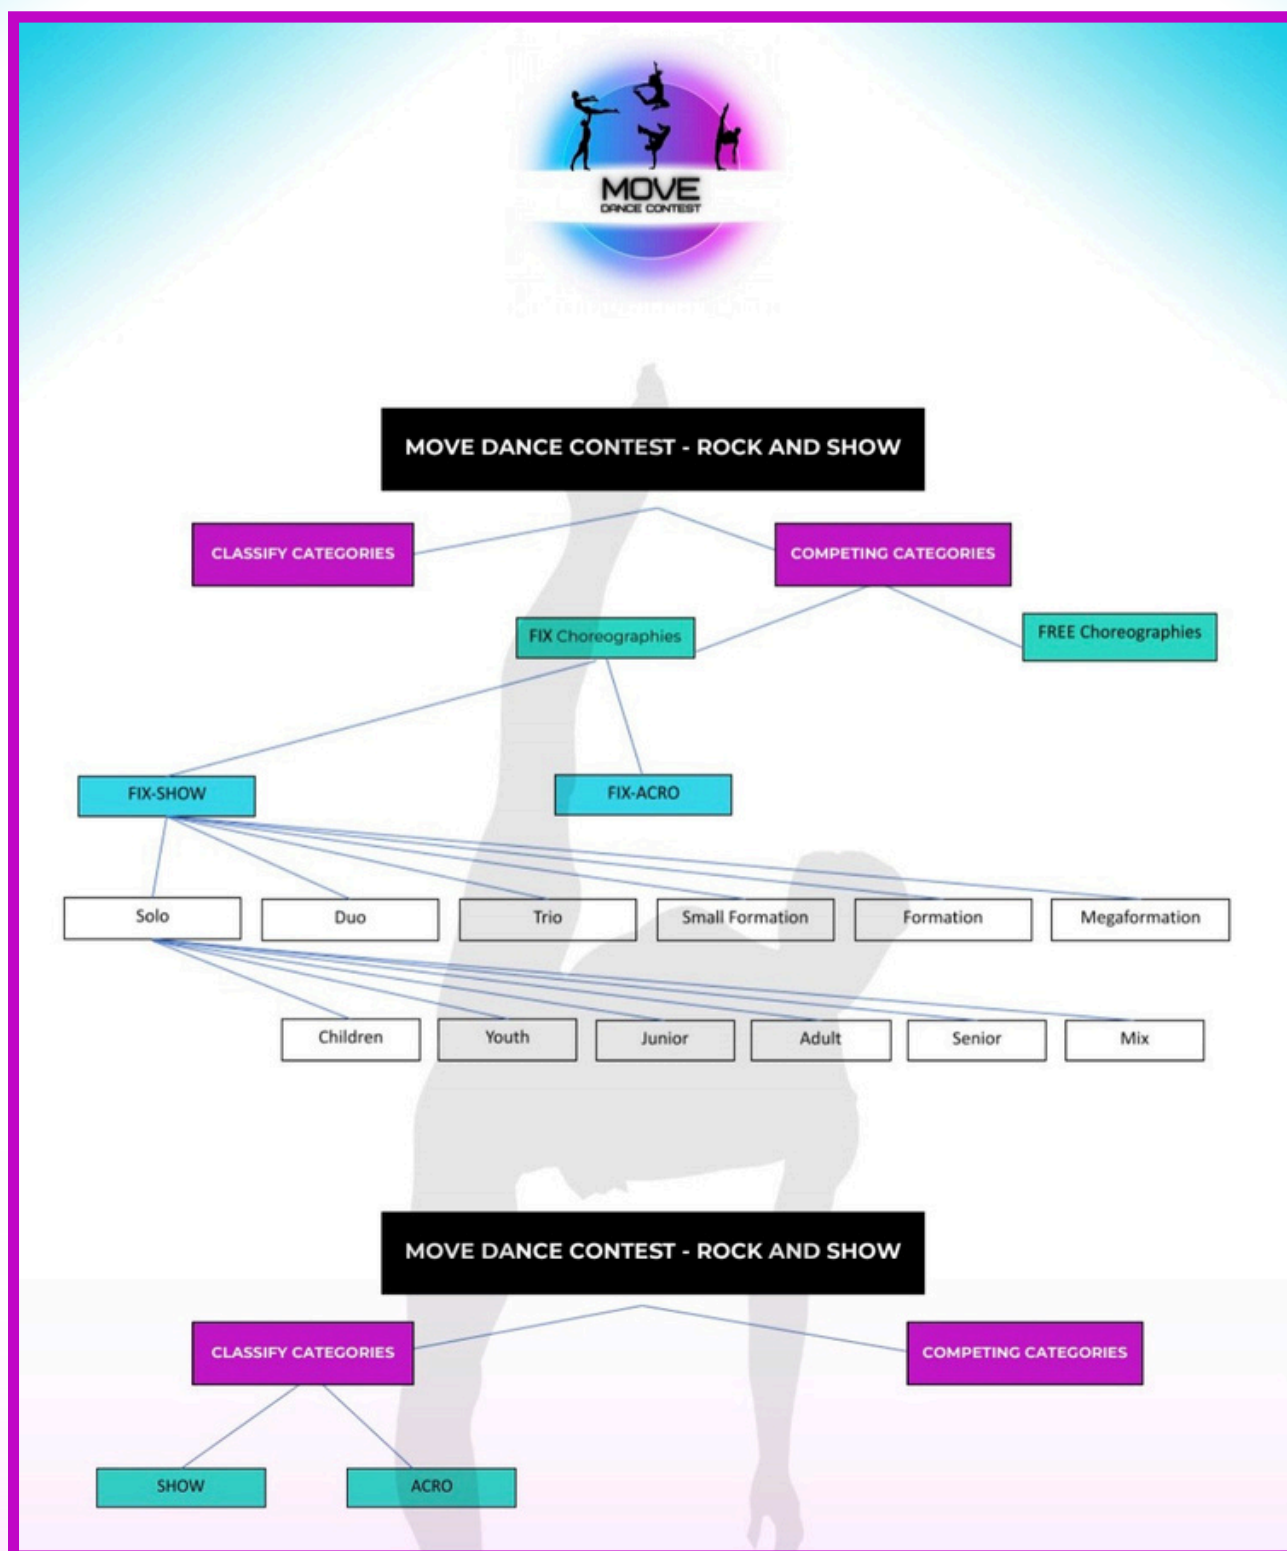 MOVE
DANCE CONTEST
MOVE DANCE CONTEST - ROCK AND SHOW
CLASSIFY CATEGORIES
COMPETING CATEGORIES
FIX Choreographies
FREE Choreographies
FIX-SHOW
FIX-ACRO
Solo
Duo
Trio
Small Formation
Formation
Megaformation
Children
Youth
Junior
Adult
Senior
Mix
MOVE DANCE CONTEST - ROCK AND SHOW
CLASSIFY CATEGORIES
COMPETING CATEGORIES
SHOW
ACRO